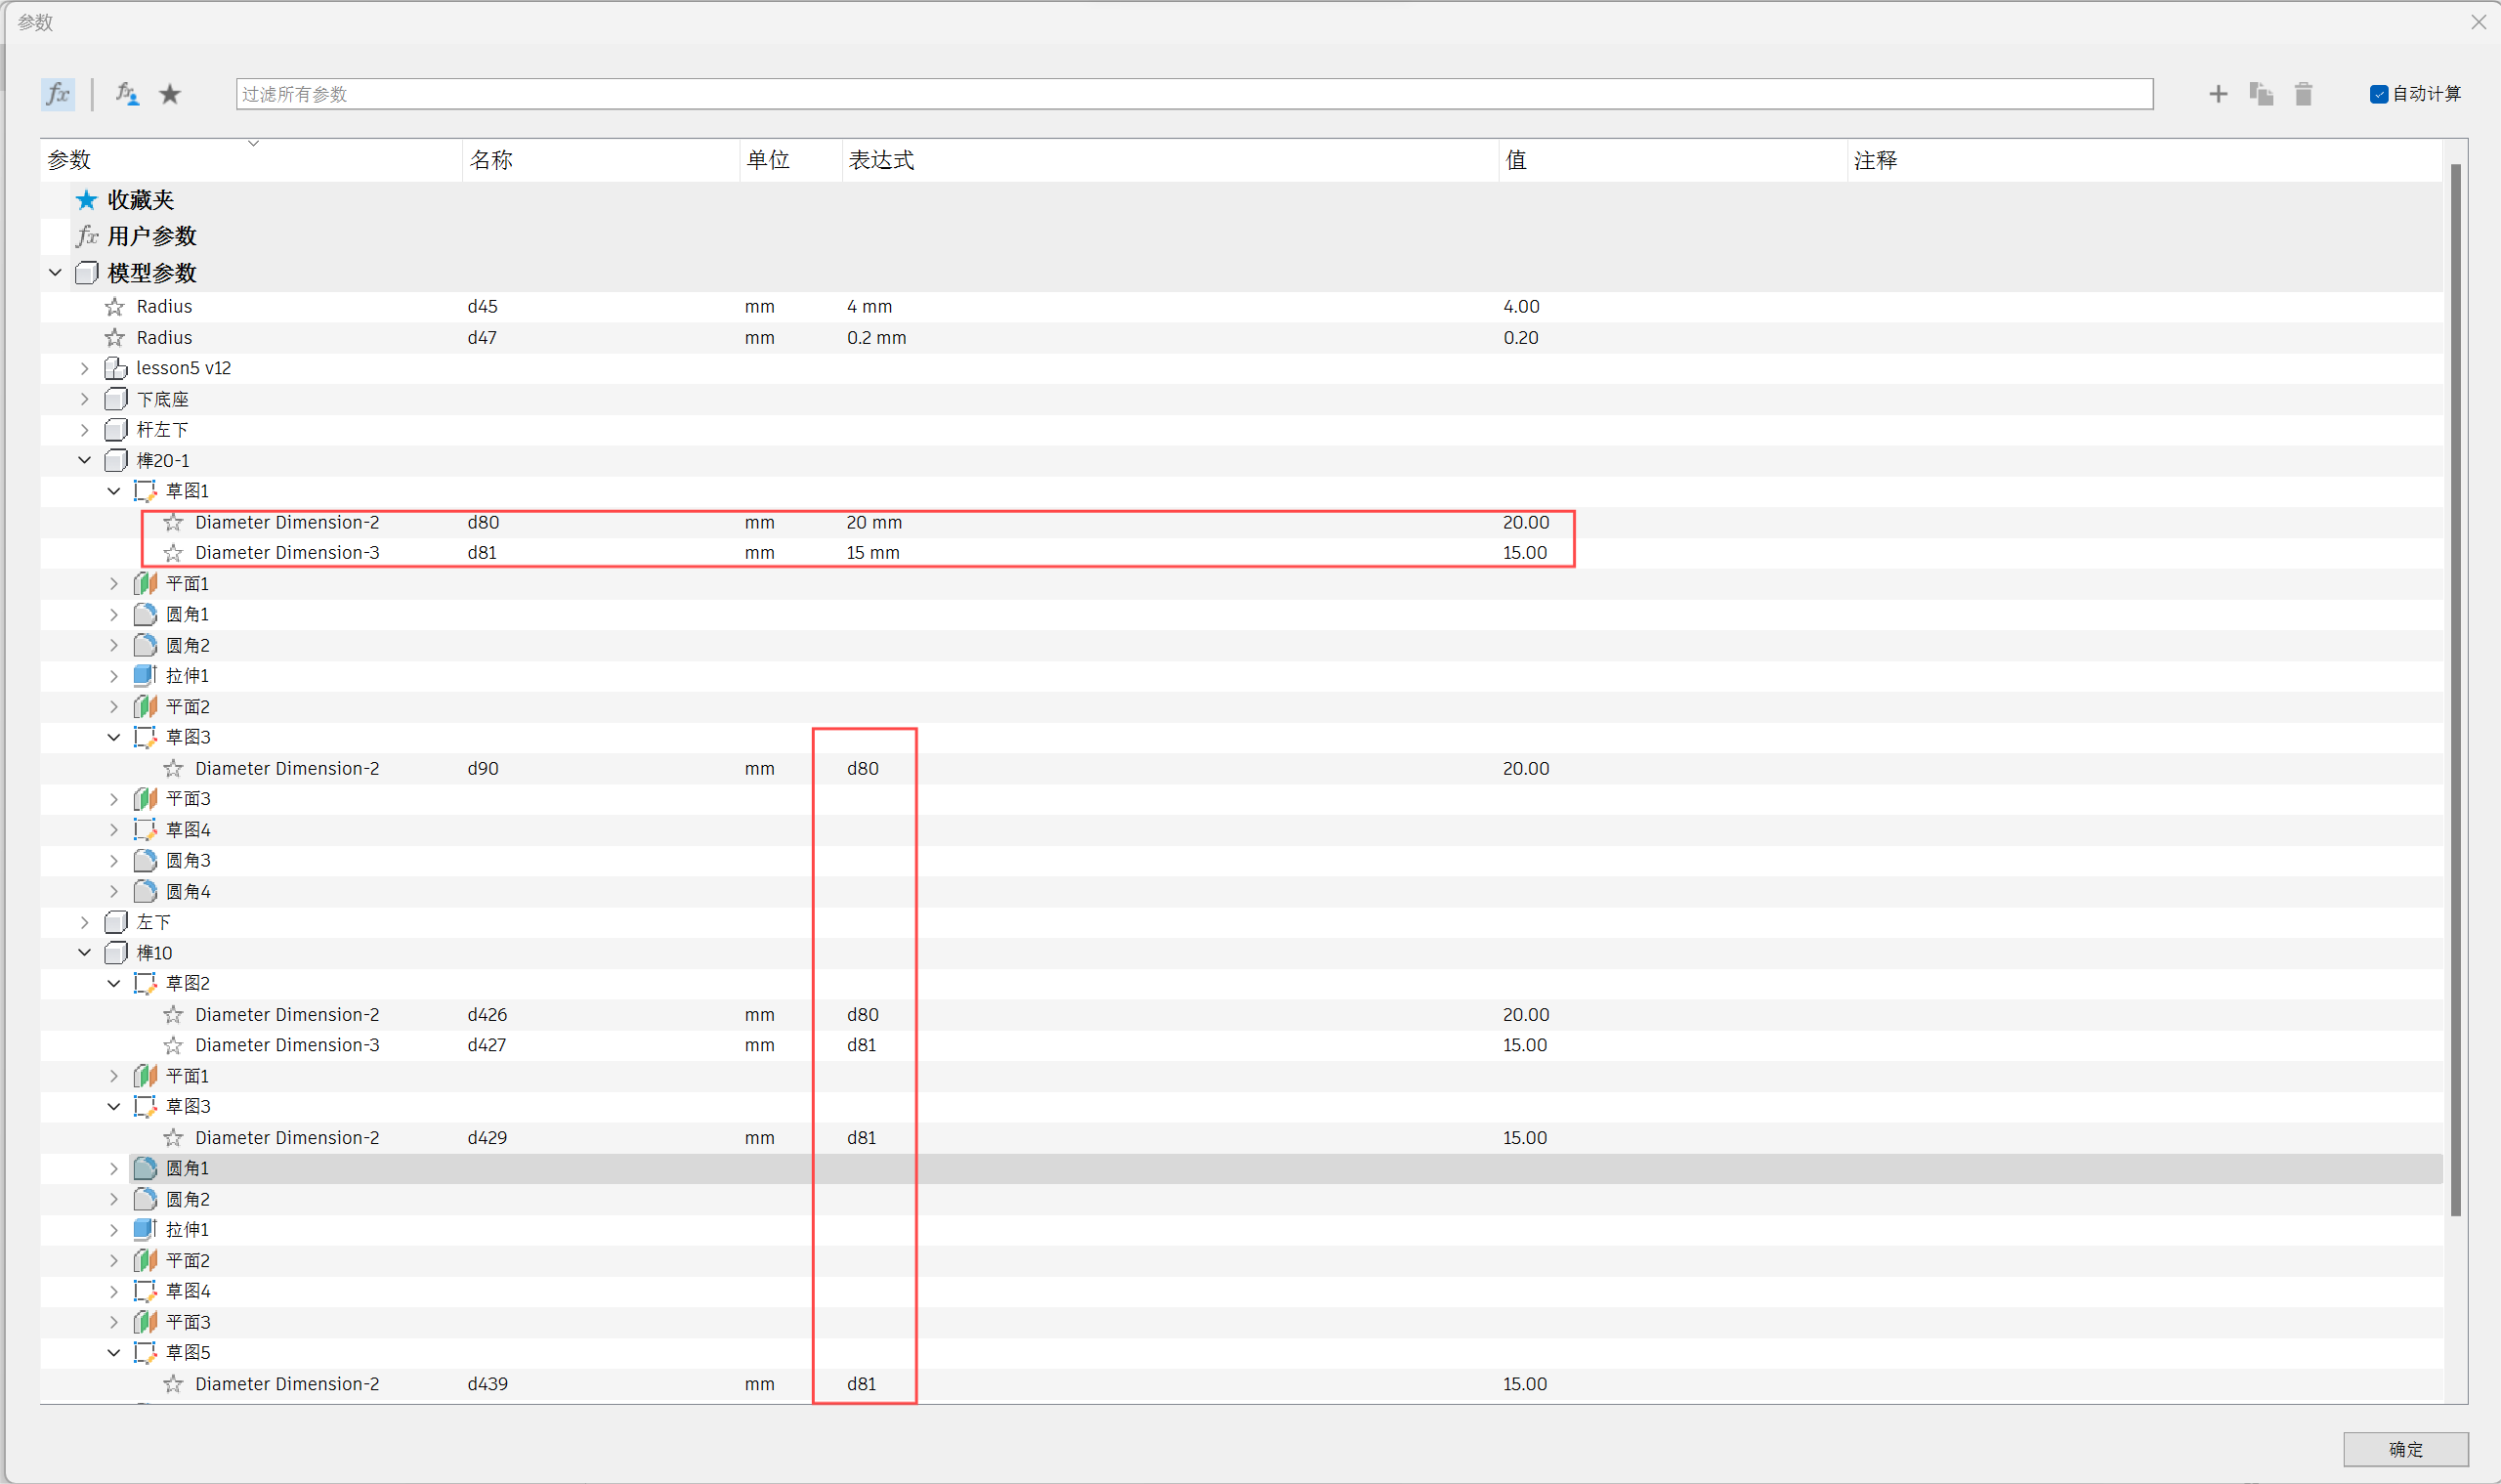 参数
过滤所有参数
自动计算
参数 名称 单位 表达式 值 注释
收藏夹
fx 用户参数
模型参数
Radius d45 mm 4 mm 4.00
Radius d47 mm 0.2 mm 0.20
lesson5 v12
下底座
杆左下
榫20-1
草图1
Diameter Dimension-2 d80 mm 20 mm 20.00
Diameter Dimension-3 d81 mm 15 mm 15.00
平面1
圆角1
圆角2
拉伸1
平面2
草图3
Diameter Dimension-2 d90 mm d80 20.00
平面3
草图4
圆角3
圆角4
左下
榫10
草图2
Diameter Dimension-2 d426 mm d80 20.00
Diameter Dimension-3 d427 mm d81 15.00
平面1
草图3
Diameter Dimension-2 d429 mm d81 15.00
圆角1
圆角2
拉伸1
平面2
草图4
平面3
草图5
Diameter Dimension-2 d439 mm d81 15.00
确定